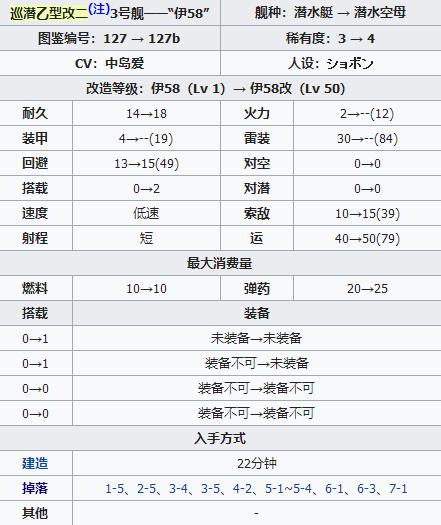 巡潜乙型改二(注)3号舰——“伊58” 舰种：潜水艇 → 潜水空母
图鉴编号：127 → 127b 稀有度：3 → 4
CV：中岛爱 人设：ショボン
改造等级：伊58（Lv 1）→ 伊58改（Lv 50）
耐久 14→18 火力 2→--(12)
装甲 4→--(19) 雷装 30→--(84)
回避 13→15(49) 对空 0→0
搭载 0→2 对潜 0→0
速度 低速 索敌 10→15(39)
射程 短 运 40→50(79)
最大消费量
燃料 10→10 弹药 20→25
搭载 装备
0→1 未装备→未装备
0→1 装备不可→未装备
0→0 装备不可→装备不可
0→0 装备不可→装备不可
入手方式
建造 22分钟
掉落 1-5、2-5、3-4、3-5、4-2、5-1~5-4、6-1、6-3、7-1
其他 -